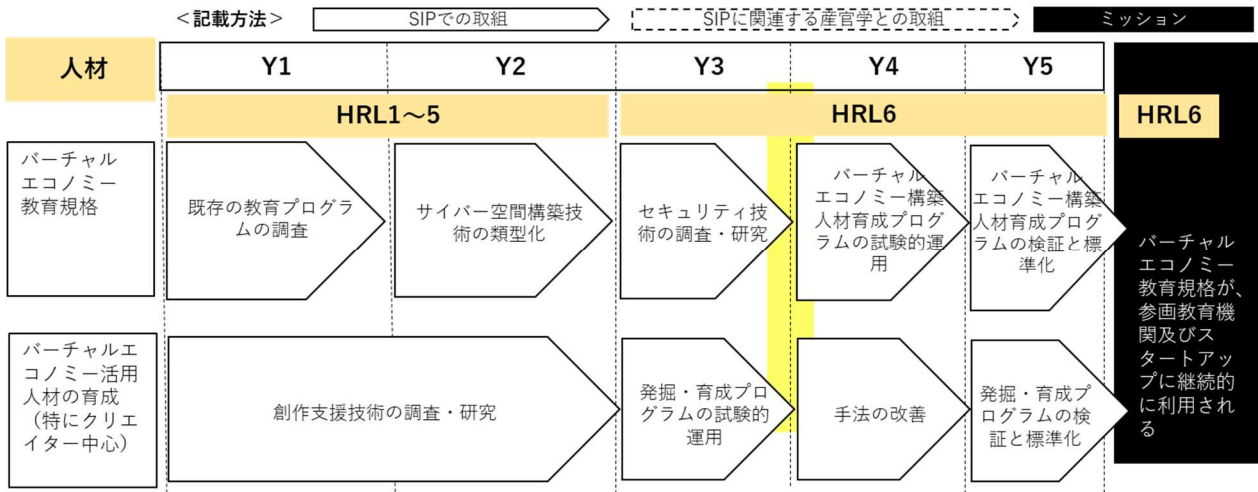 <記載方法>
SIPでの取組
SIPに関連する産官学との取組
ミッション
人材
Y1
Y2
Y3
Y4
Y5
HRL1～5
HRL6
HRL6
バーチャル
エコノミー
教育規格
既存の教育プログラ
ムの調査
サイバー空間構築技
術の類型化
セキュリティ技
術の調査・研究
バーチャル
エコノミー構築
人材育成プログ
ラムの試験的運
用
バーチャル
エコノミー構築
人材育成プログ
ラムの検証と標
準化
バーチャルエ
コノミー活用
人材の育成
（特にクリエ
イター中心）
創作支援技術の調査・研究
発掘・育成プロ
グラムの試験的
運用
手法の改善
発掘・育成プ
ログラムの検
証と標準化
バーチャル
エコノミー
教育規格が、
参画教育機
関及びス
タートアッ
プに継続的
に利用され
る